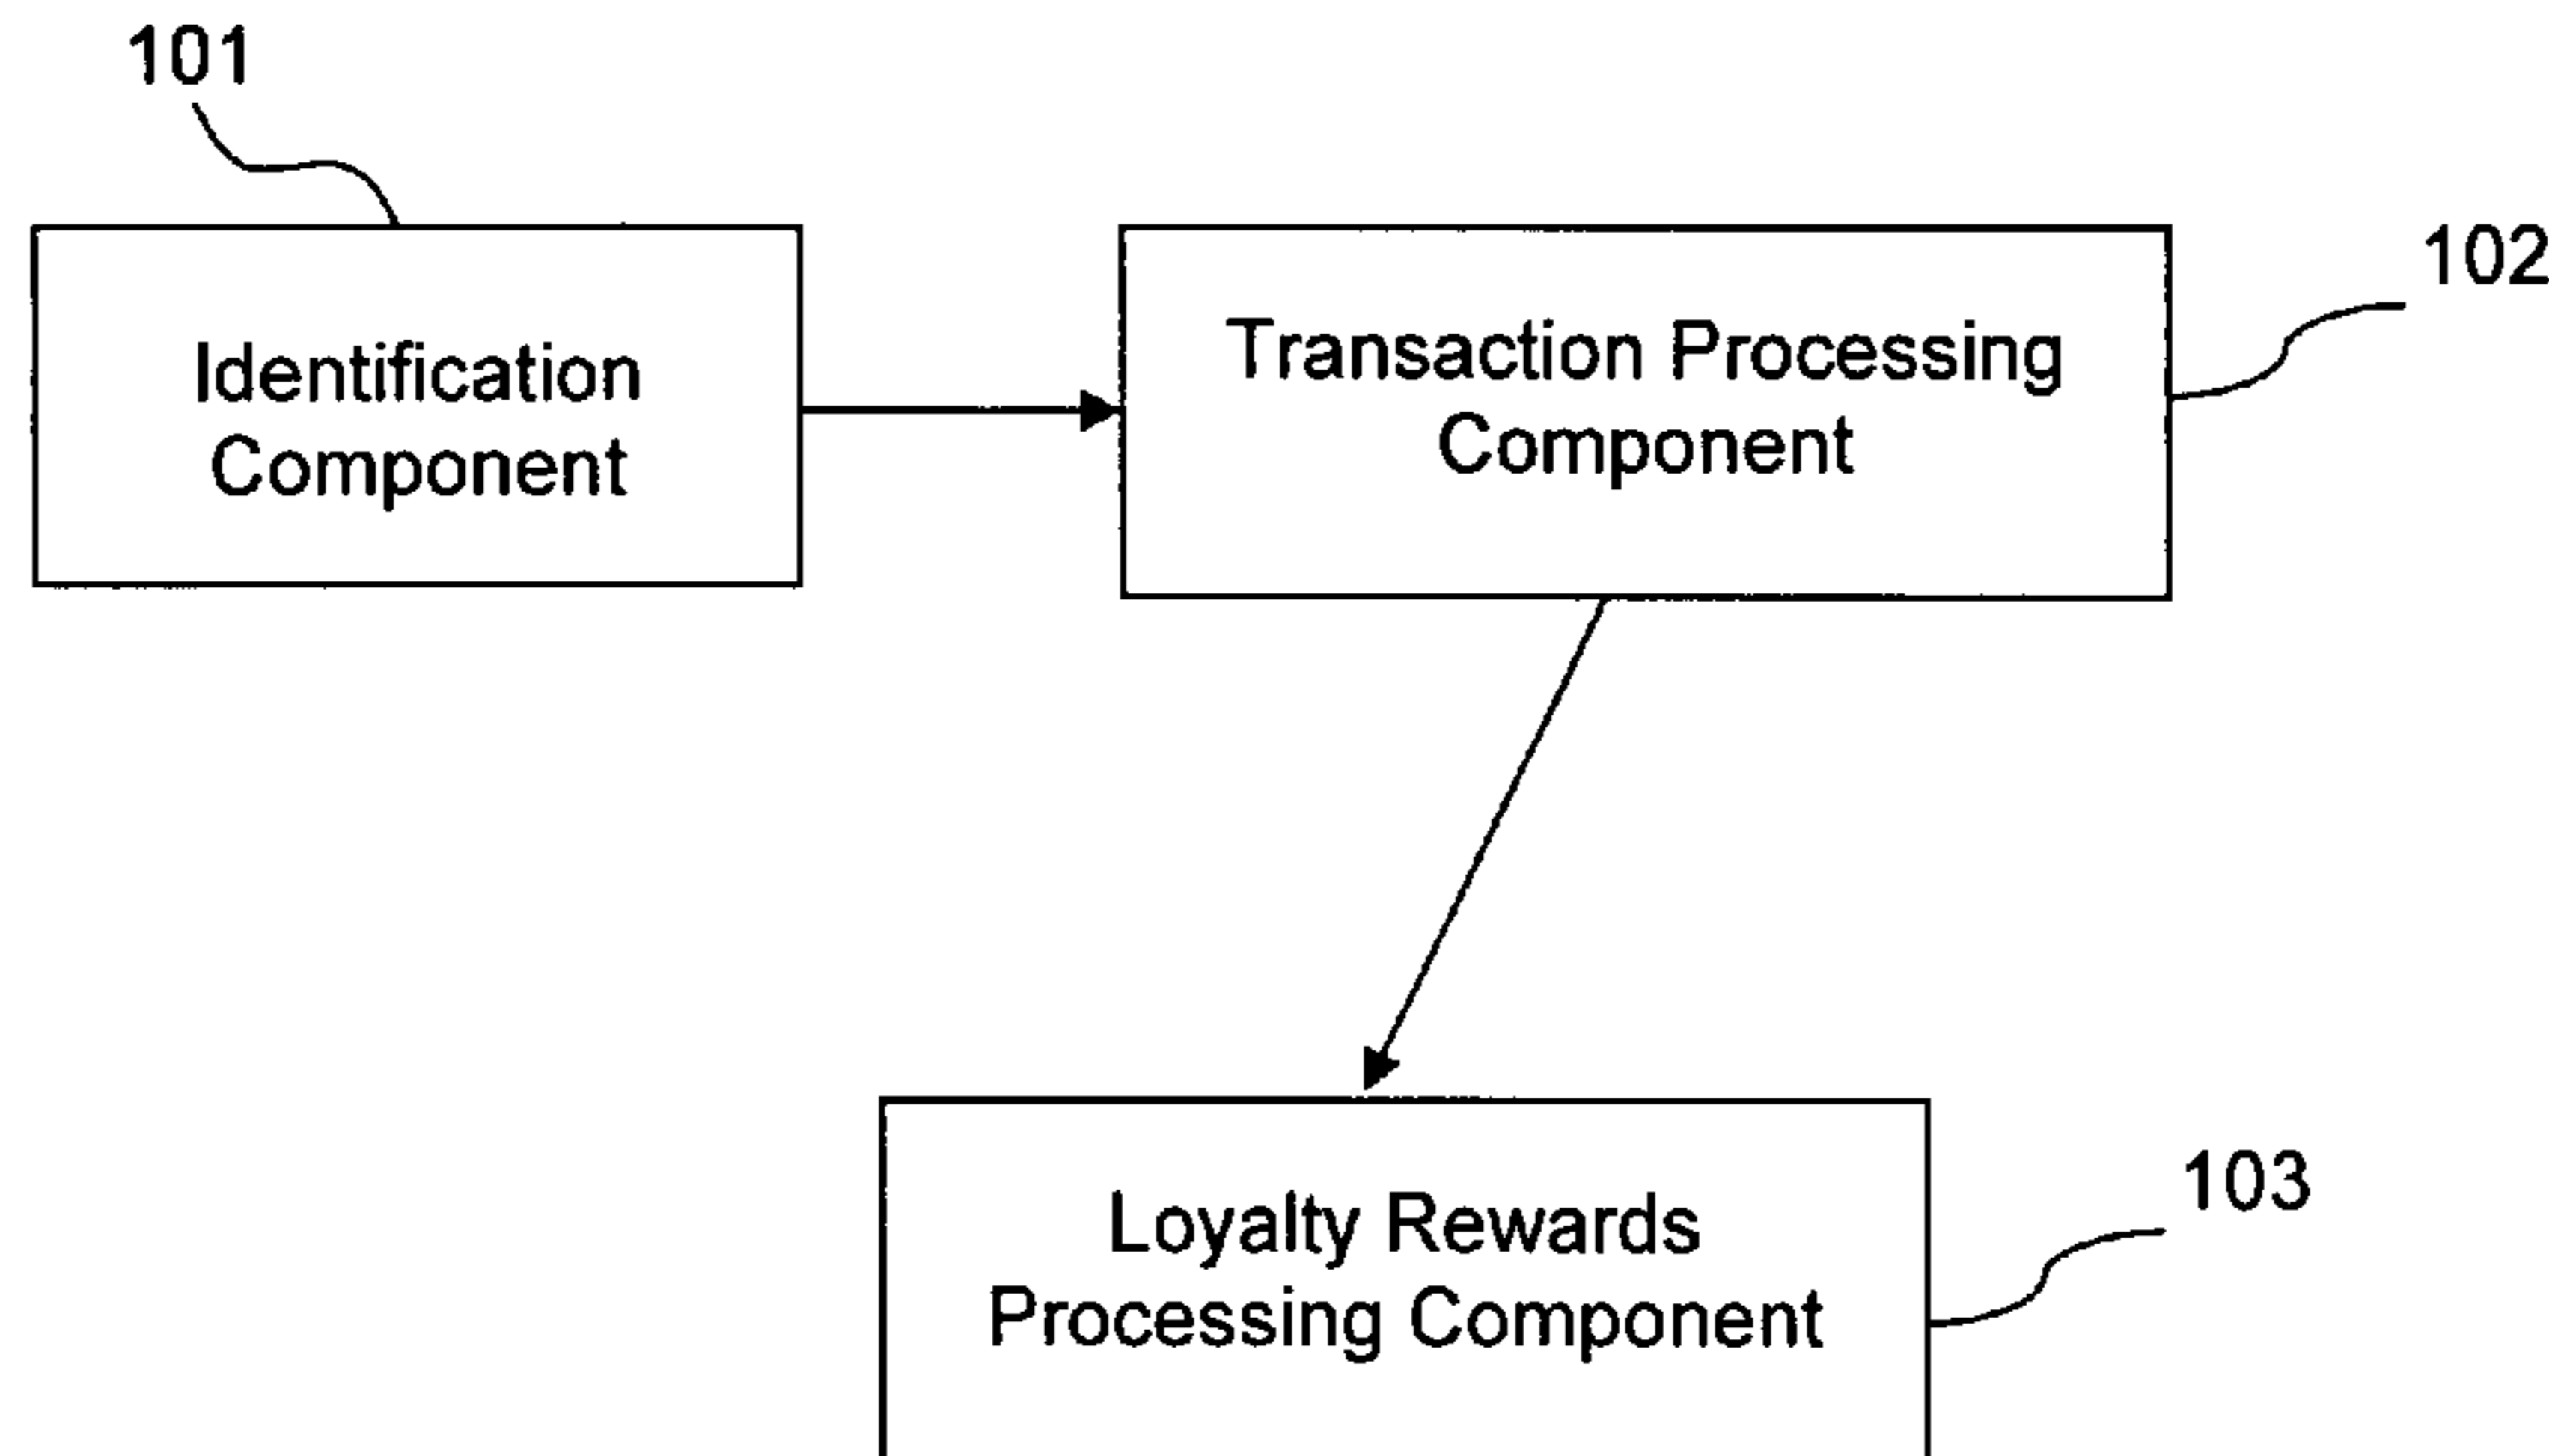 101
102
Identification
Component
Transaction Processing
Component
103
Loyalty Rewards
Processing Component